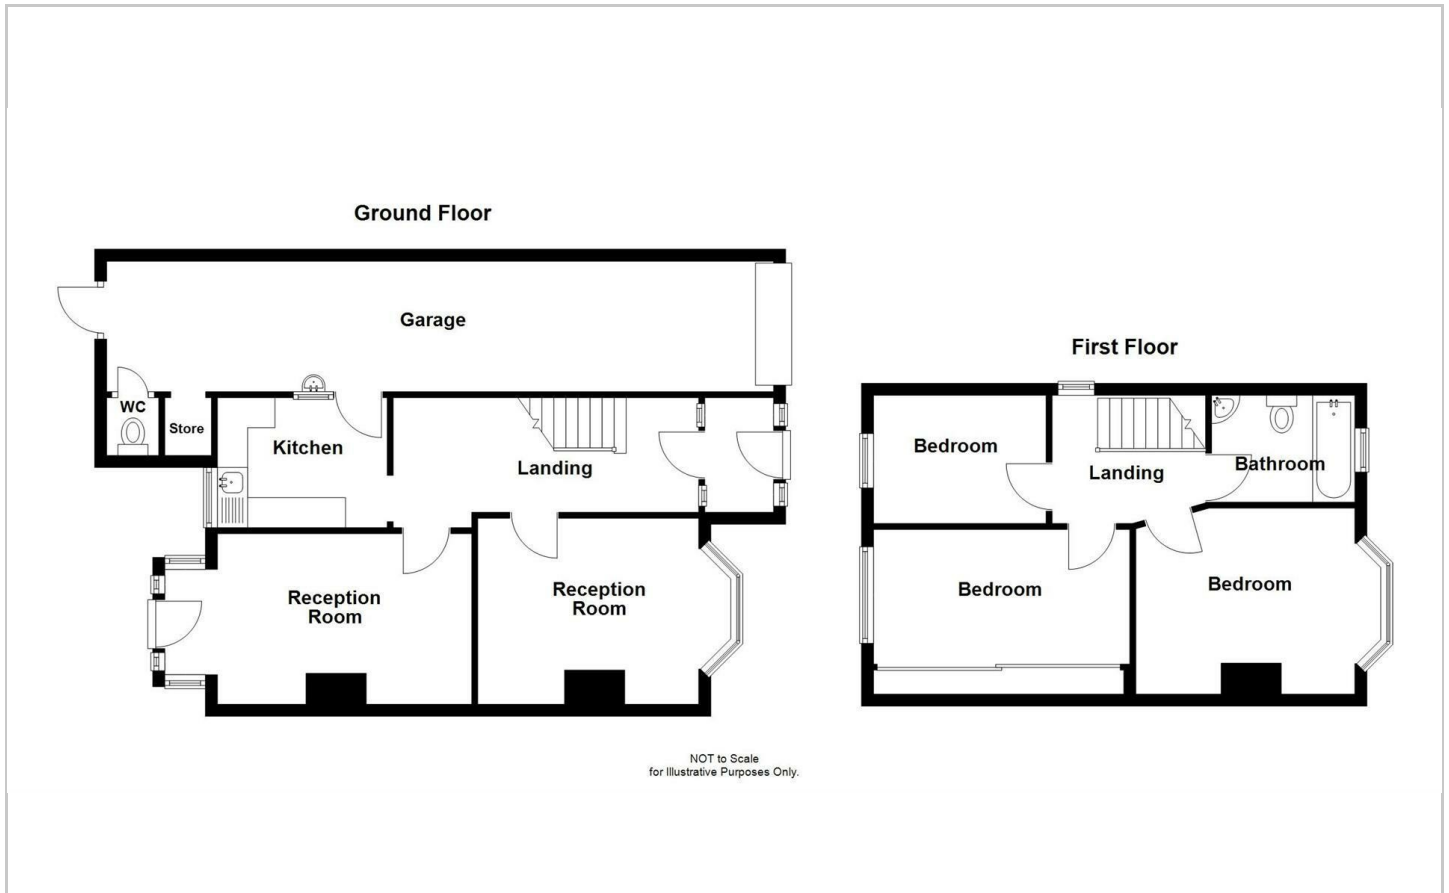 Ground Floor
Garage
WC
Store
Kitchen
Landing
Reception
Room
Reception
Room
First Floor
Bedroom
Landing
Bathroom
Bedroom
Bedroom
NOT to Scale
for Illustrative Purposes Only.